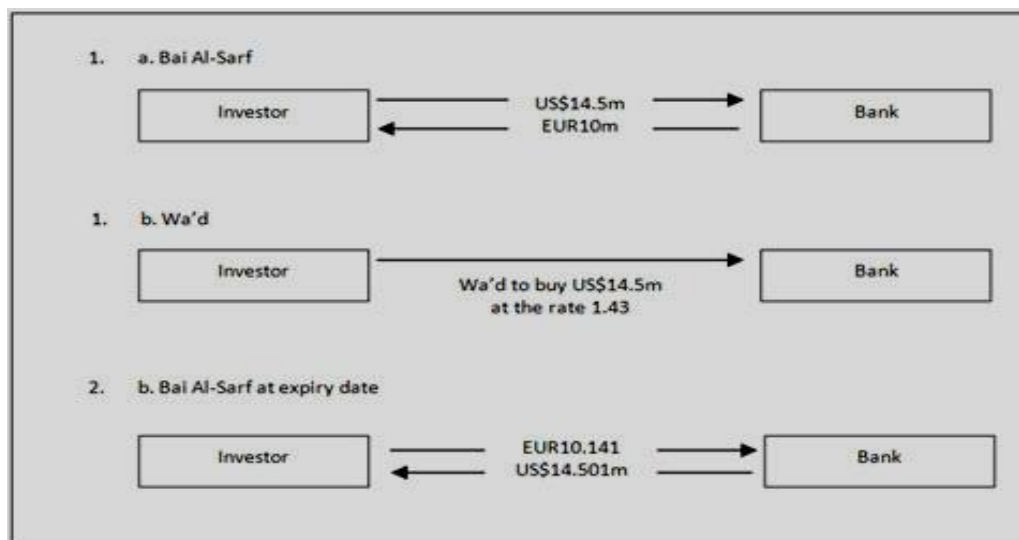 1. a. Bai Al-Sarf
Investor
US$14.5m
EUR10m
Bank
1. b. Wa'd
Investor
Wa'd to buy US$14.5m
at the rate 1.43
Bank
2. b. Bai Al-Sarf at expiry date
Investor
EUR10.141
US$14.501m
Bank